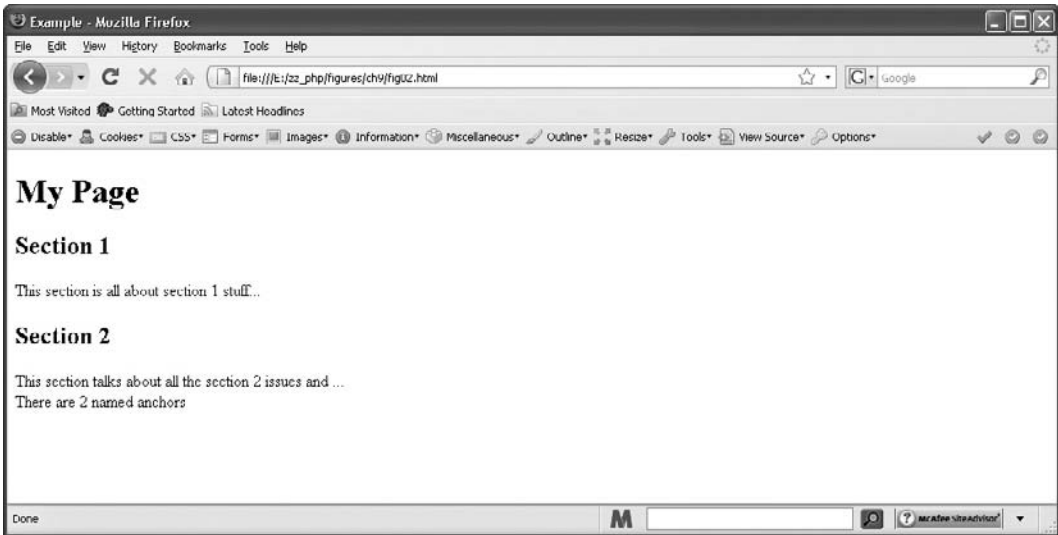 Example - Mozilla Firefox
File Edit View History Bookmarks Tools Help
file:///E:/zz_php/figures/ch9/fig02.html
G Google
Most Visited Getting Started Latest Headlines
Disable Cookies CSS Forms Images Information Miscellaneous Outline Resize Tools View Source Options
My Page
Section 1
This section is all about section 1 stuff...
Section 2
This section talks about all the section 2 issues and ...
There are 2 named anchors
Done M McAfee SiteAdvisor